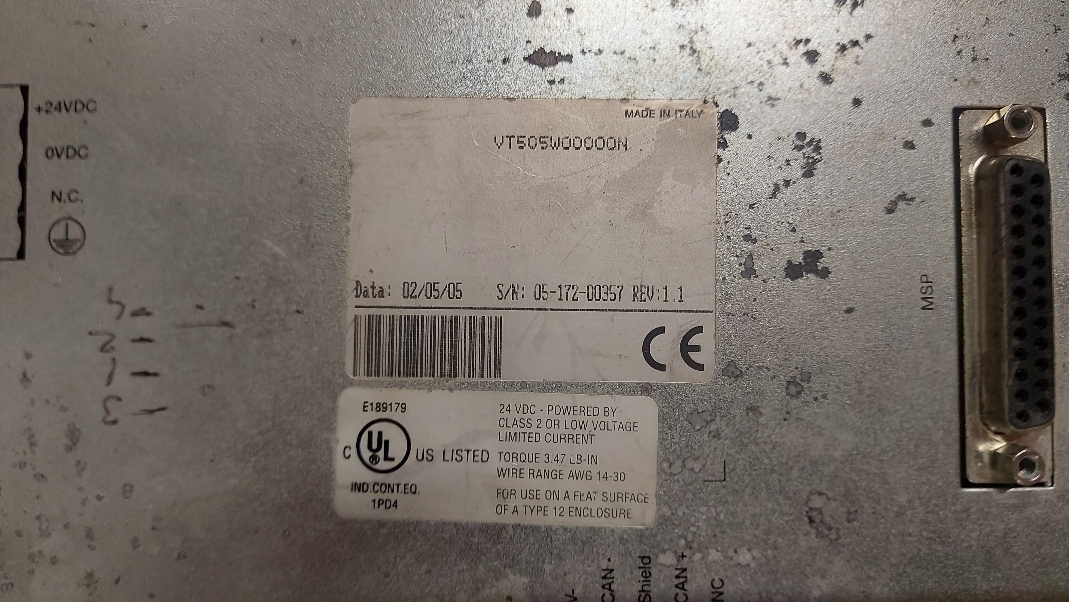 +24VDC
0VDC
N.C.
MADE IN ITALY
VT505W00000N
Data: 02/05/05 S/N: 05-172-00357 REV:1.1
CE
E189179
C UL ® US LISTED
IND.CONT.EQ.
1PD4
24 VDC - POWERED BY
CLASS 2 OR LOW VOLTAGE
LIMITED CURRENT
TORQUE 3.47 LB-IN
WIRE RANGE AWG 14-30
FOR USE ON A FLAT SURFACE
OF A TYPE 12 ENCLOSURE
MSP
V-
CAN -
Shield
CAN +
NC